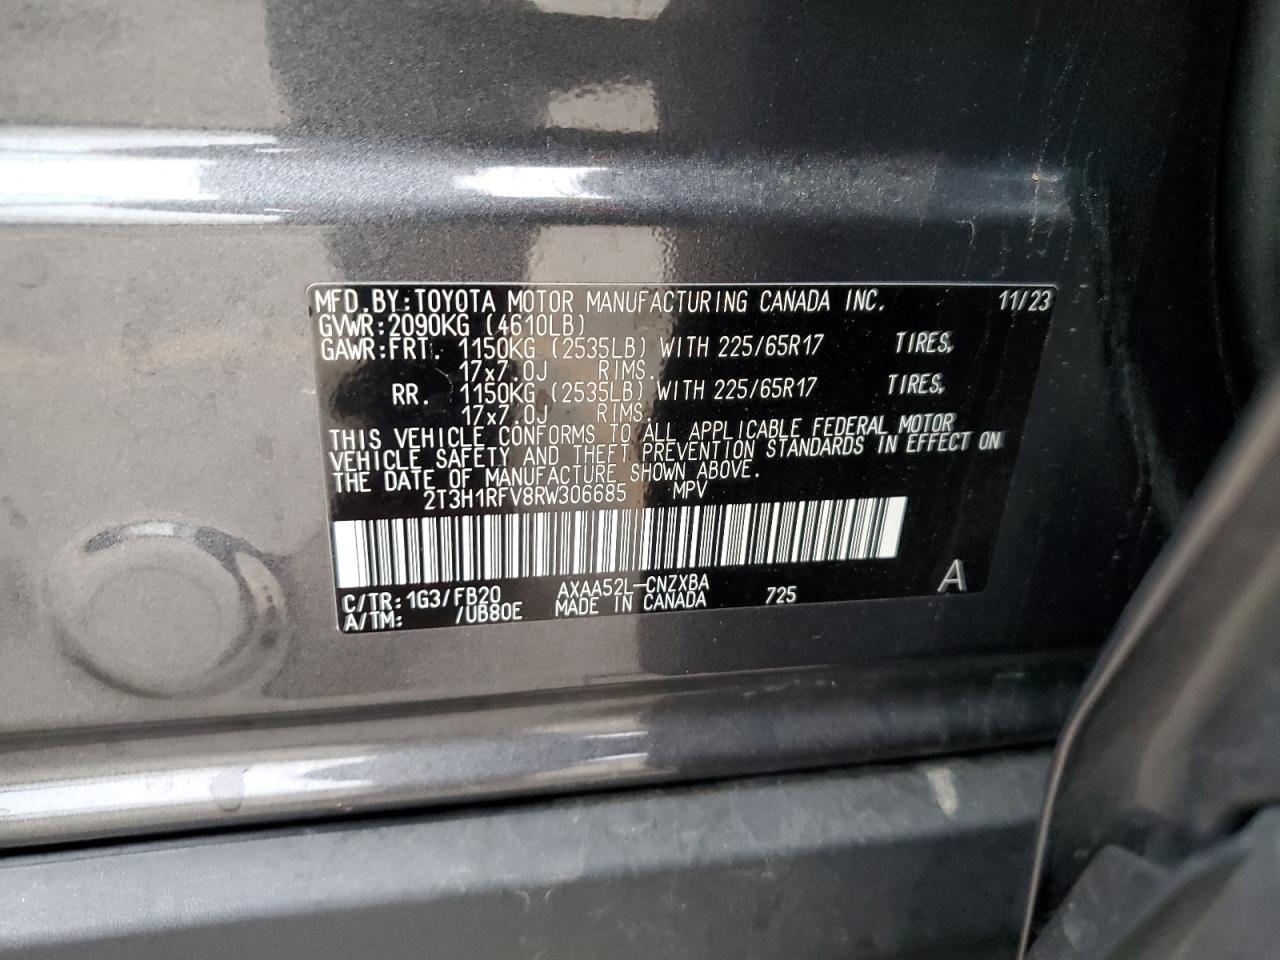 MFD.BY:TOYOTA MOTOR MANUFACTURING CANADA INC. 11/23
GVWR:2090KG (4610LB)
GAWR:FRT. 1150KG (2535LB) WITH 225/65R17 TIRES,
17x7.0J RIMS.
RR. 1150KG (2535LB) WITH 225/65R17 TIRES,
17x7.0J RIMS.
THIS VEHICLE CONFORMS TO ALL APPLICABLE FEDERAL MOTOR
VEHICLE SAFETY AND THEFT PREVENTION STANDARDS IN EFFECT ON
THE DATE OF MANUFACTURE SHOWN ABOVE.
2T3H1RFV8RW306685 MPV
C/TR:1G3/FB20 AXAA52L-CNZXBA 725 A
A/TM: /UB80E MADE IN CANADA